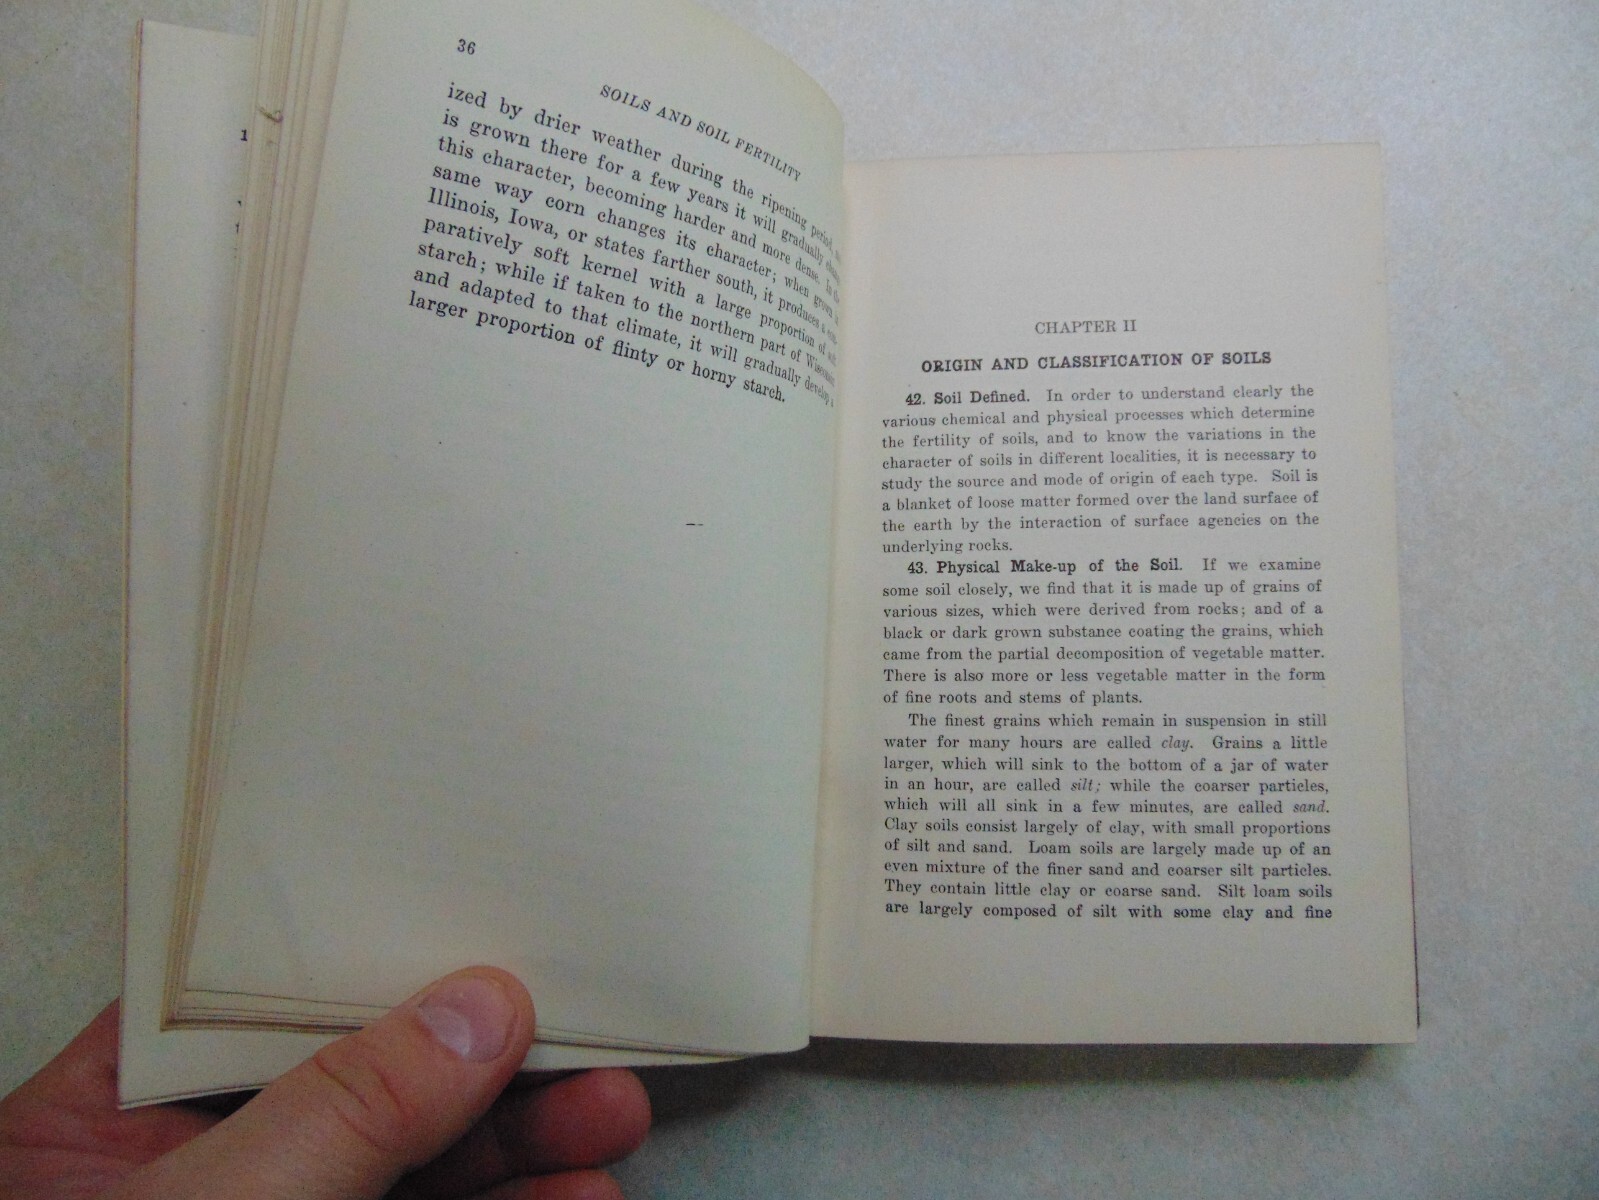 36
SOILS AND SOIL FERTILITY
ized by drier weather during the ripening period,
is grown there for a few years it will gradually
this character, becoming harder and more dense. In the
same way corn changes its character; when grown in
Illinois, Iowa, or states farther south, it produces a
paratively soft kernel with a large proportion of soft
starch; while if taken to the northern part of Wisconsin
and adapted to that climate, it will gradually develop a
larger proportion of flinty or horny starch.
1
CHAPTER II
ORIGIN AND CLASSIFICATION OF SOILS
42. Soil Defined. In order to understand clearly the
various chemical and physical processes which determine
the fertility of soils, and to know the variations in the
character of soils in different localities, it is necessary to
study the source and mode of origin of each type. Soil is
a blanket of loose matter formed over the land surface of
the earth by the interaction of surface agencies on the
underlying rocks.
43. Physical Make-up of the Soil. If we examine
some soil closely, we find that it is made up of grains of
various sizes, which were derived from rocks; and of a
black or dark grown substance coating the grains, which
came from the partial decomposition of vegetable matter.
There is also more or less vegetable matter in the form
of fine roots and stems of plants.
The finest grains which remain in suspension in still
water for many hours are called clay. Grains a little
larger, which will sink to the bottom of a jar of water
in an hour, are called silt; while the coarser particles,
which will all sink in a few minutes, are called sand.
Clay soils consist largely of clay, with small proportions
of silt and sand. Loam soils are largely made up of an
even mixture of the finer sand and coarser silt particles.
They contain little clay or coarse sand. Silt loam soils
are largely composed of silt with some clay and fine